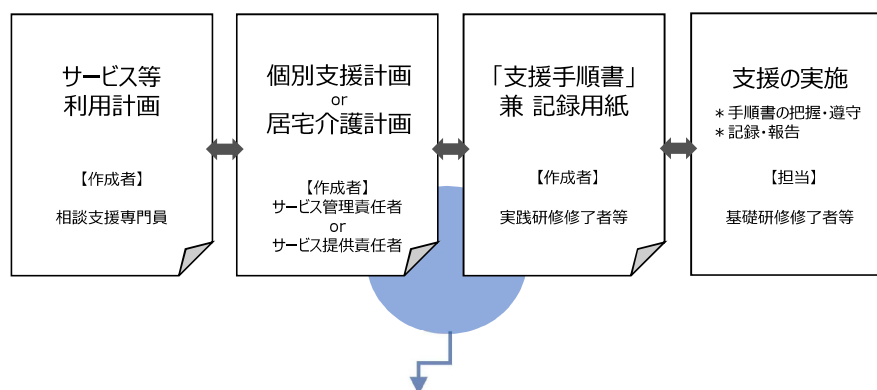 サービス等
利用計画
【作成者】
相談支援専門員
個別支援計画
or
居宅介護計画
【作成者】
サービス管理責任者
or
サービス提供責任者
「支援手順書」
兼 記録用紙
【作成者】
実践研修修了者等
支援の実施
＊手順書の把握・遵守
＊記録・報告
【担当】
基礎研修修了者等